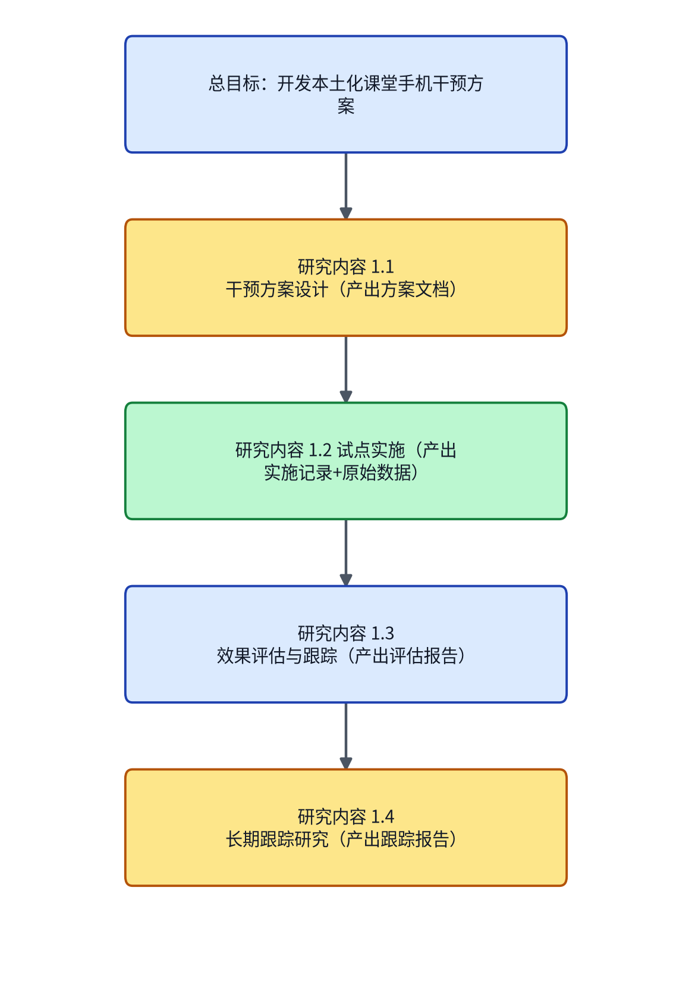 总目标：开发本土化课堂手机干预方
案
研究内容 1.1
干预方案设计（产出方案文档）
研究内容 1.2 试点实施（产出
实施记录+原始数据）
研究内容 1.3
效果评估与跟踪（产出评估报告）
研究内容 1.4
长期跟踪研究（产出跟踪报告）